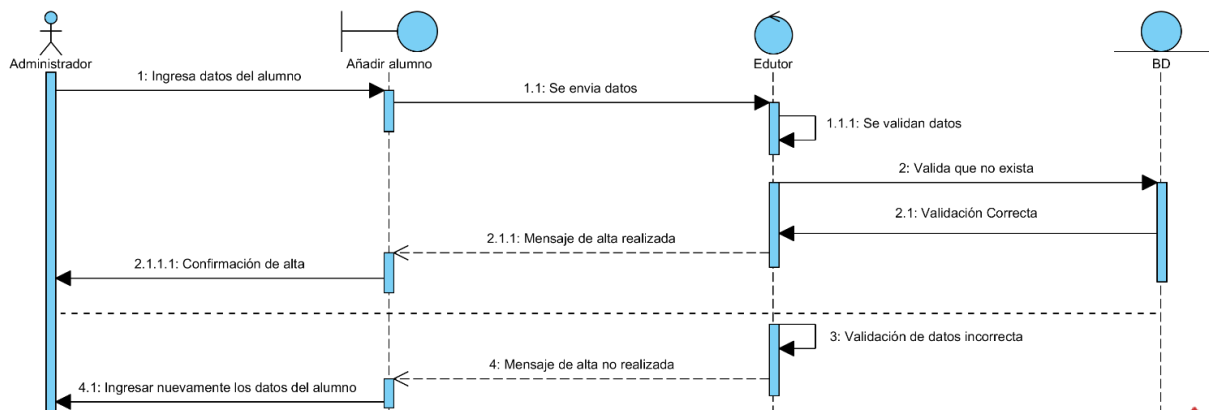 Administrador
Añadir alumno
Edutor
BD
1: Ingresa datos del alumno
1.1: Se envia datos
1.1.1: Se validan datos
2: Valida que no exista
2.1: Validación Correcta
2.1.1: Mensaje de alta realizada
2.1.1.1: Confirmación de alta
3: Validación de datos incorrecta
4: Mensaje de alta no realizada
4.1: Ingresar nuevamente los datos del alumno